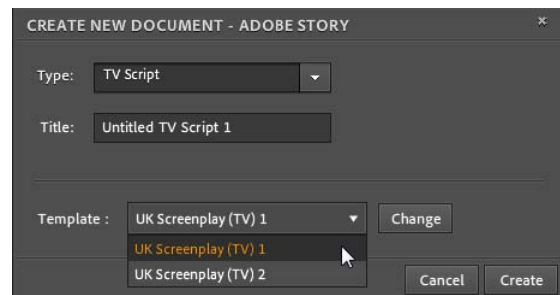 CREATE NEW DOCUMENT - ADOBE STORY
Type: TV Script
Title: Untitled TV Script 1
Template : UK Screenplay (TV) 1 Change
UK Screenplay (TV) 1
UK Screenplay (TV) 2
Cancel Create